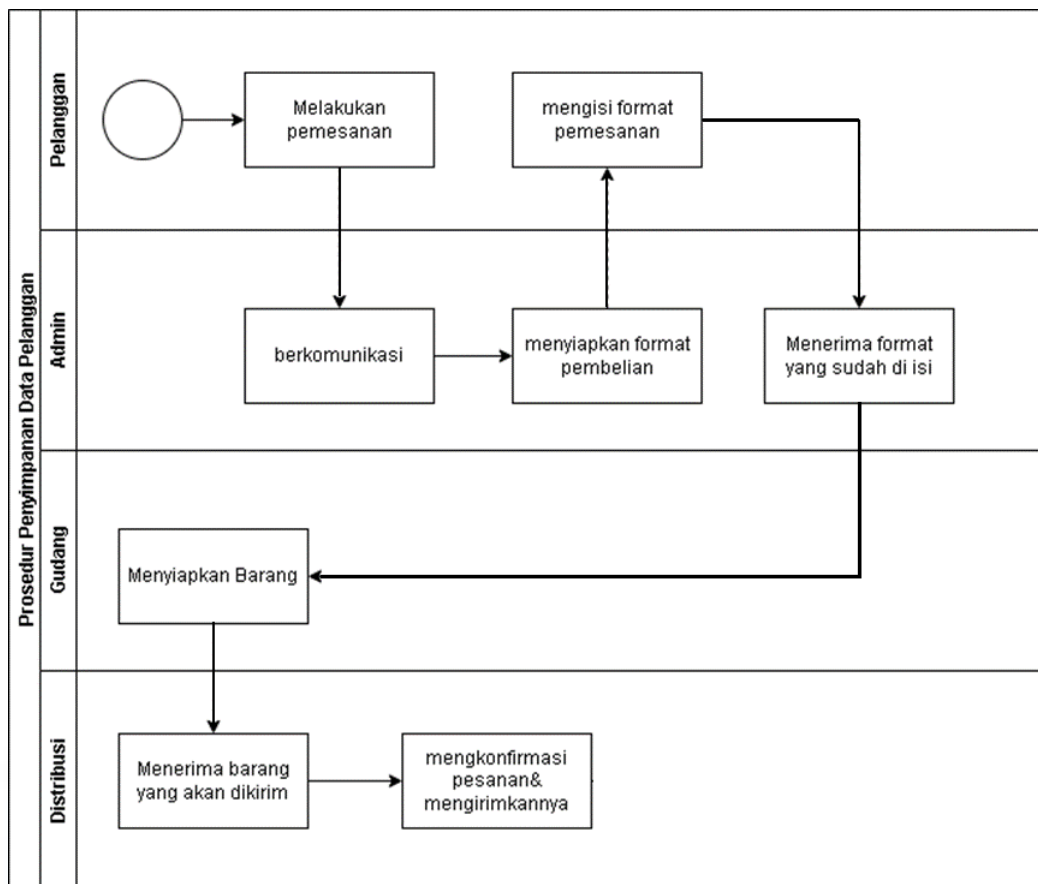 Prosedur Penyimpanan Data Pelanggan
Pelanggan
Melakukan
pemesanan
mengisi format
pemesanan
Admin
berkomunikasi
menyiapkan format
pembelian
Menerima format
yang sudah di isi
Gudang
Menyiapkan Barang
Distribusi
Menerima barang
yang akan dikirim
mengkonfirmasi
pesanan&
mengirimkannya